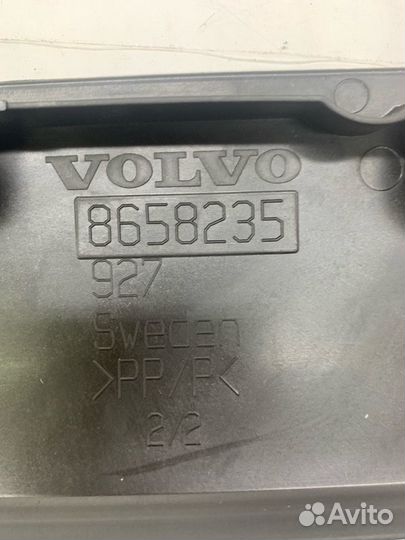 VOLVO
8658235
927
Sweden
>PP/P<
2/2
Avito